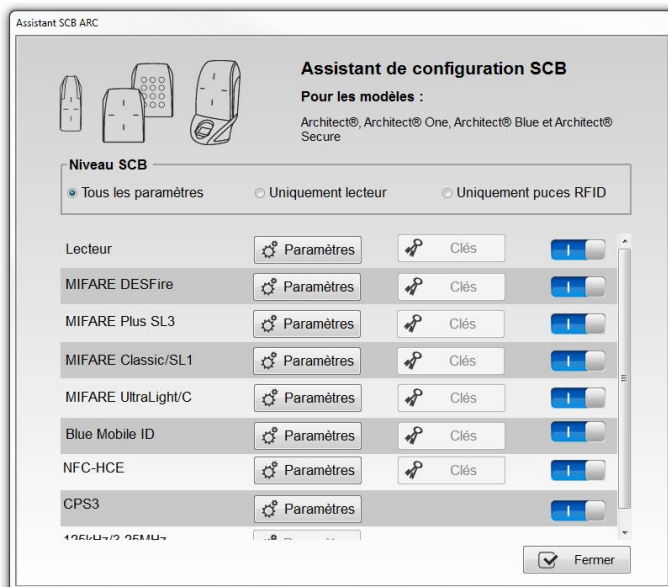 Assistant SCB ARC
Assistant de configuration SCB
Pour les modèles :
Architect®, Architect® One, Architect® Blue et Architect®
Secure
Niveau SCB
Tous les paramètres Uniquement lecteur Uniquement puces RFID
Lecteur Paramètres Clés
MIFARE DESFire Paramètres Clés
MIFARE Plus SL3 Paramètres Clés
MIFARE Classic/SL1 Paramètres Clés
MIFARE UltraLight/C Paramètres Clés
Blue Mobile ID Paramètres Clés
NFC-HCE Paramètres Clés
CPS3 Paramètres
125kHz/3.25MHz
Fermer